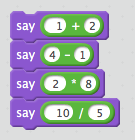 say 1 + 2
say 4 - 1
say 2 * 8
say 10 / 5